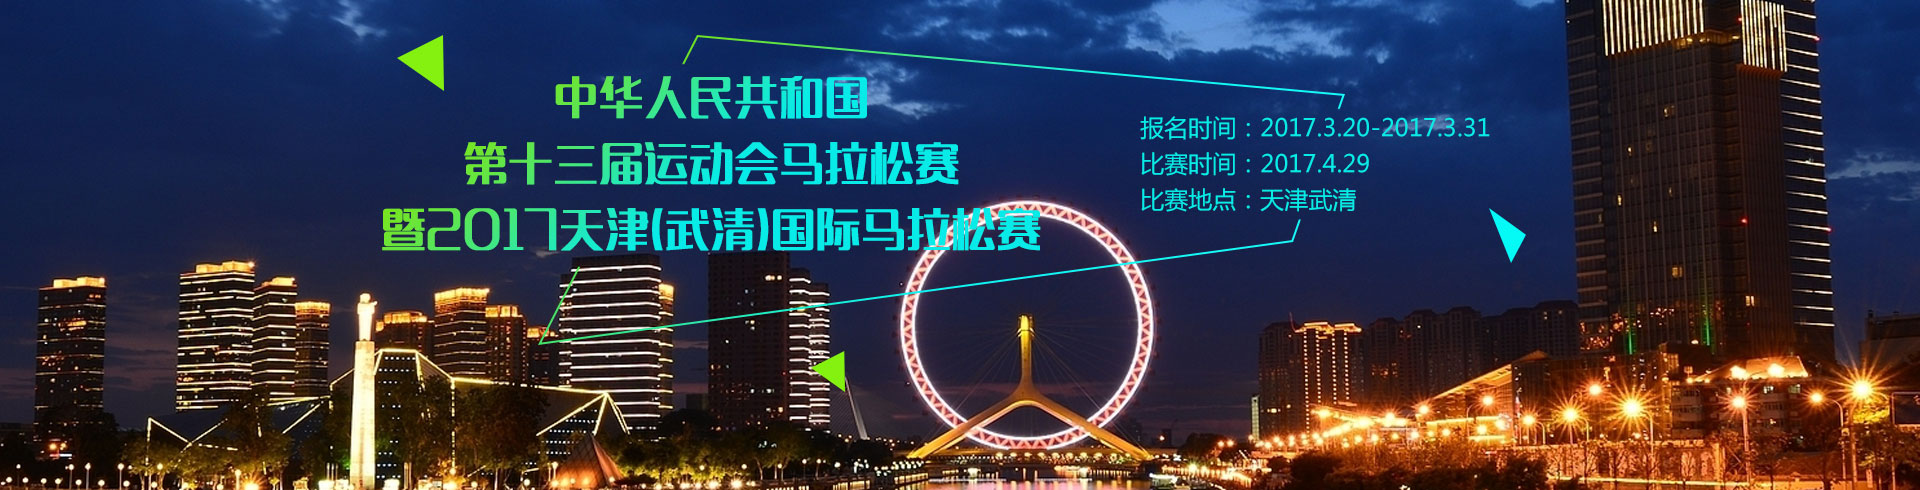 中华人民共和国
第十三届运动会马拉松赛
暨2017天津(武清)国际马拉松赛
报名时间：2017.3.20-2017.3.31
比赛时间：2017.4.29
比赛地点：天津武清